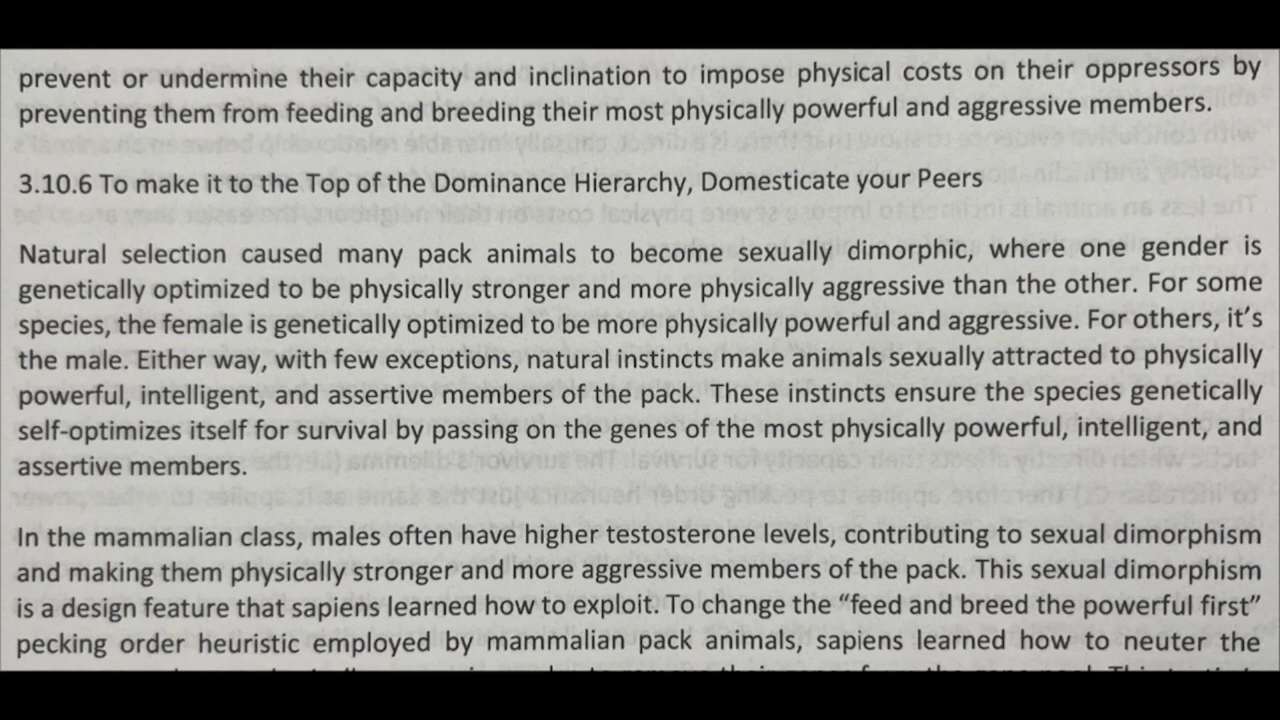 prevent or undermine their capacity and inclination to impose physical costs on their oppressors by
preventing them from feeding and breeding their most physically powerful and aggressive members.
3.10.6 To make it to the Top of the Dominance Hierarchy, Domesticate your Peers
Natural selection caused many pack animals to become sexually dimorphic, where one gender is
genetically optimized to be physically stronger and more physically aggressive than the other. For some
species, the female is genetically optimized to be more physically powerful and aggressive. For others, it's
the male. Either way, with few exceptions, natural instincts make animals sexually attracted to physically
powerful, intelligent, and assertive members of the pack. These instincts ensure the species genetically
self-optimizes itself for survival by passing on the genes of the most physically powerful, intelligent, and
assertive members.
In the mammalian class, males often have higher testosterone levels, contributing to sexual dimorphism
and making them physically stronger and more aggressive members of the pack. This sexual dimorphism
is a design feature that sapiens learned how to exploit. To change the “feed and breed the powerful first”
pecking order heuristic employed by mammalian pack animals, sapiens learned how to neuter the